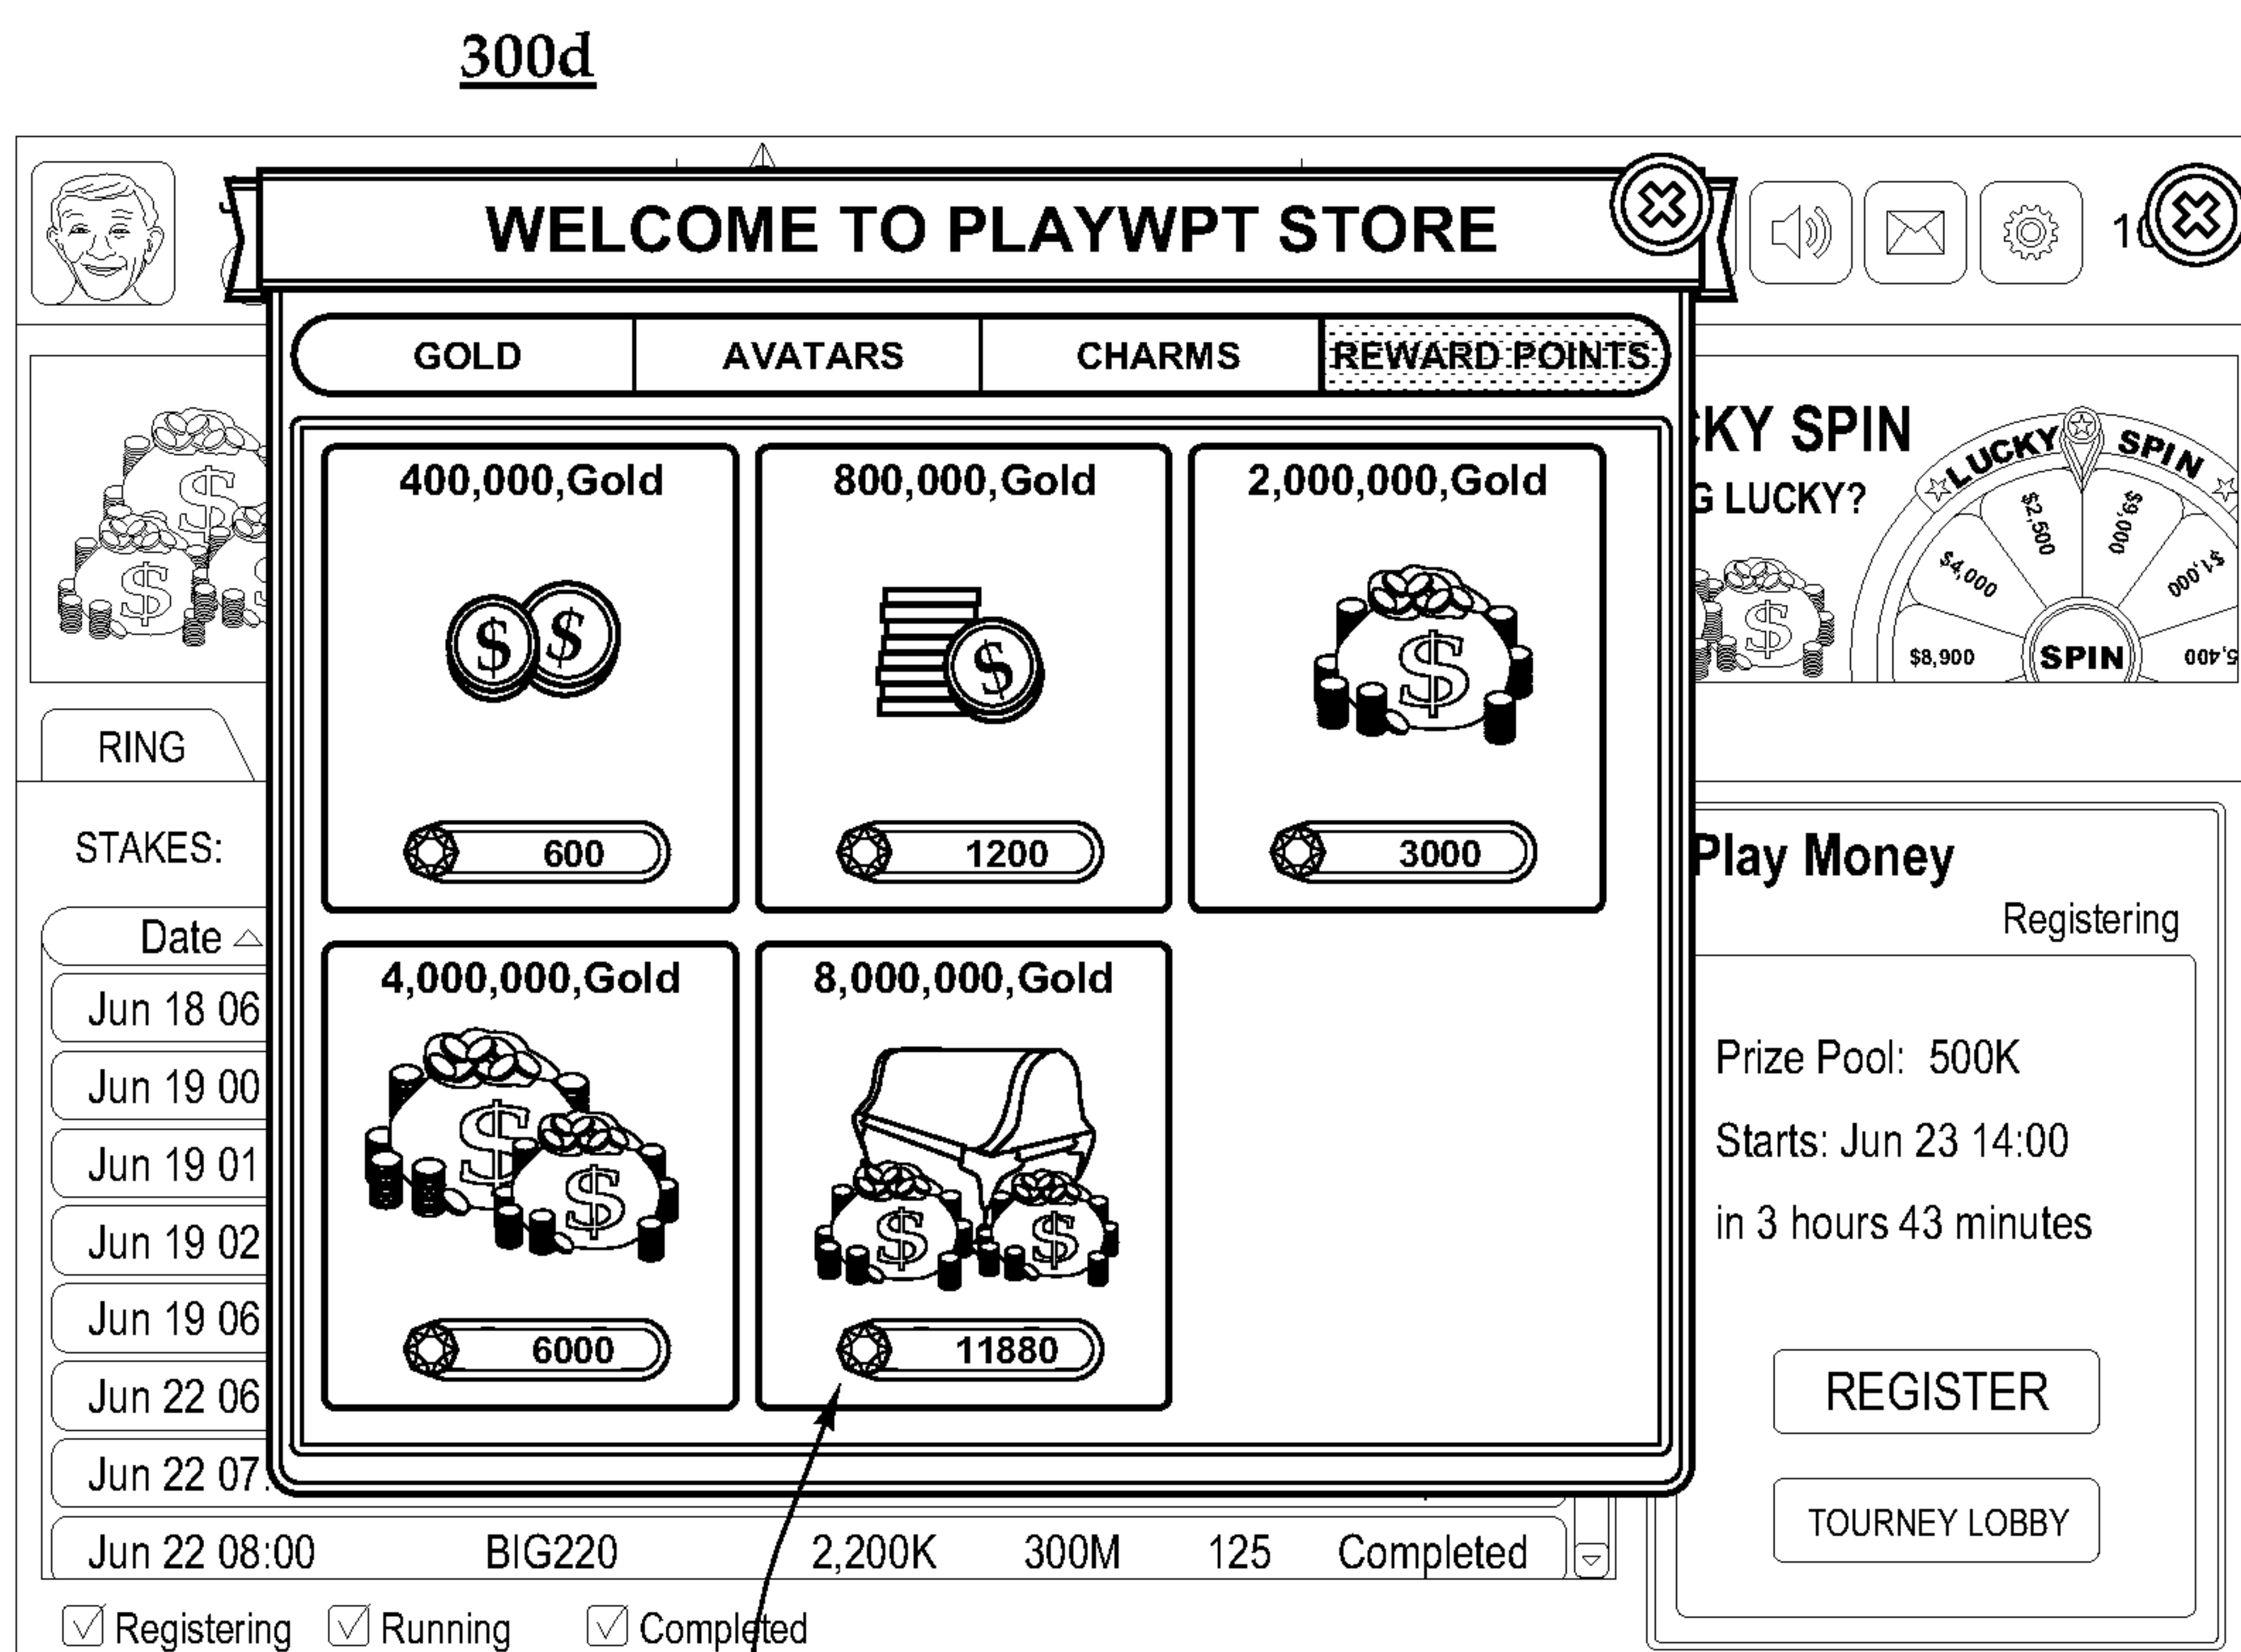 300d
WELCOME TO PLAYWPT STORE
GOLD AVATARS CHARMS REWARD POINTS
400,000,Gold 800,000,Gold 2,000,000,Gold
$ $ $ $
600 1200 3000
4,000,000,Gold 8,000,000,Gold
$ $ $ $
6000 11880
KY SPIN
G LUCKY?
LUCKY SPIN
$8,900 $4,000 $2,500 $9,000 $1,000 5,400
SPIN
$ $ $
RING
STAKES:
Date
Jun 18 06
Jun 19 00
Jun 19 01
Jun 19 02
Jun 19 06
Jun 22 06
Jun 22 07
Jun 22 08:00 BIG220 2,200K 300M 125 Completed
Registering Running Completed
Play Money
Registering
Prize Pool: 500K
Starts: Jun 23 14:00
in 3 hours 43 minutes
REGISTER
TOURNEY LOBBY